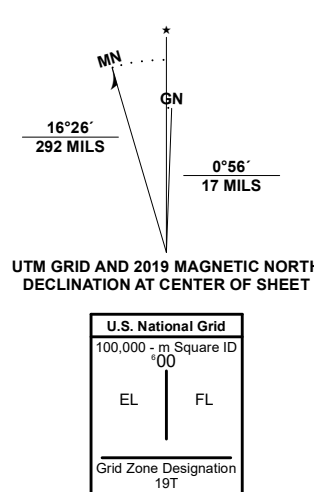 ★
MN
GN
16°26´
292 MILS
0°56´
17 MILS
UTM GRID AND 2019 MAGNETIC NORTH
DECLINATION AT CENTER OF SHEET
U.S. National Grid
100,000 - m Square ID
⁶00
EL FL
Grid Zone Designation
19T